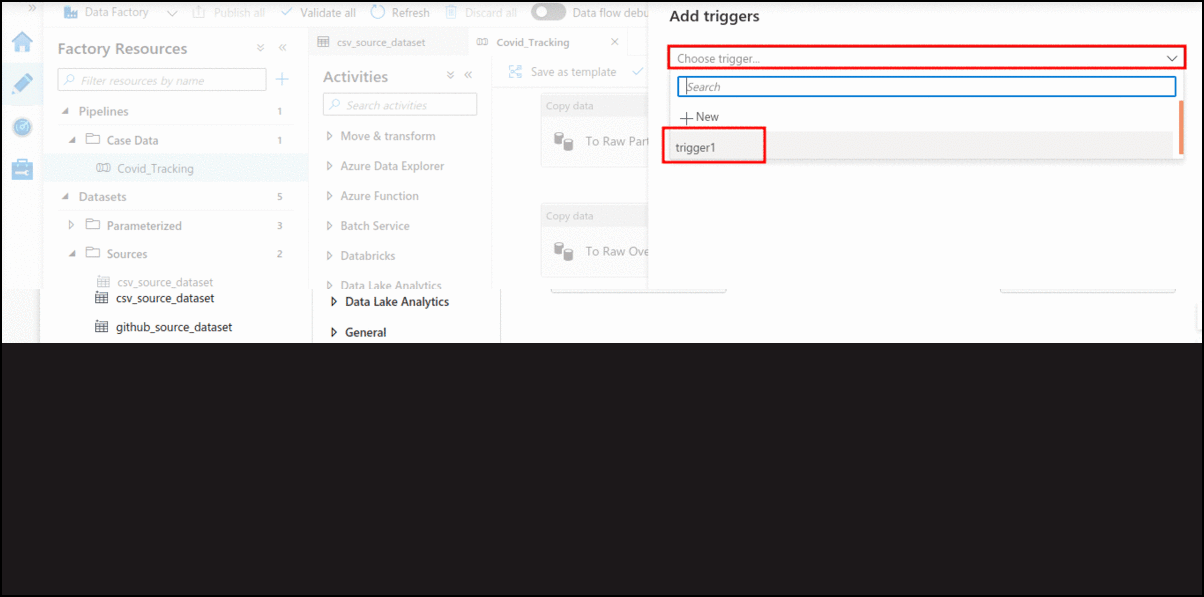 Data Factory
Publish all
Validate all
Refresh
Discard all
Data flow debu
Factory Resources
Filter resources by name
Pipelines 1
Case Data 1
Covid_Tracking
Datasets 5
Parameterized 3
Sources 2
csv_source_dataset
csv_source_dataset
github_source_dataset
csv_source_dataset
Covid_Tracking
Activities
Search activities
Move & transform
Azure Data Explorer
Azure Function
Batch Service
Databricks
Data Lake Analytics
Data Lake Analytics
General
Save as template
Copy data
To Raw Part
Copy data
To Raw Ove
Add triggers
Choose trigger...
Search
New
trigger1